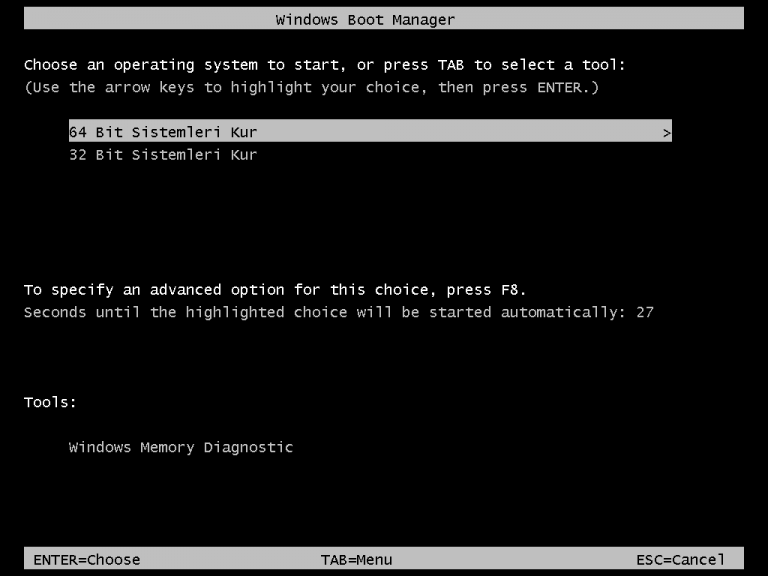 Windows Boot Manager
Choose an operating system to start, or press TAB to select a tool:
(Use the arrow keys to highlight your choice, then press ENTER.)
64 Bit Sistemleri Kur >
32 Bit Sistemleri Kur
To specify an advanced option for this choice, press F8.
Seconds until the highlighted choice will be started automatically: 27
Tools:
Windows Memory Diagnostic
ENTER=Choose TAB=Menu ESC=Cancel